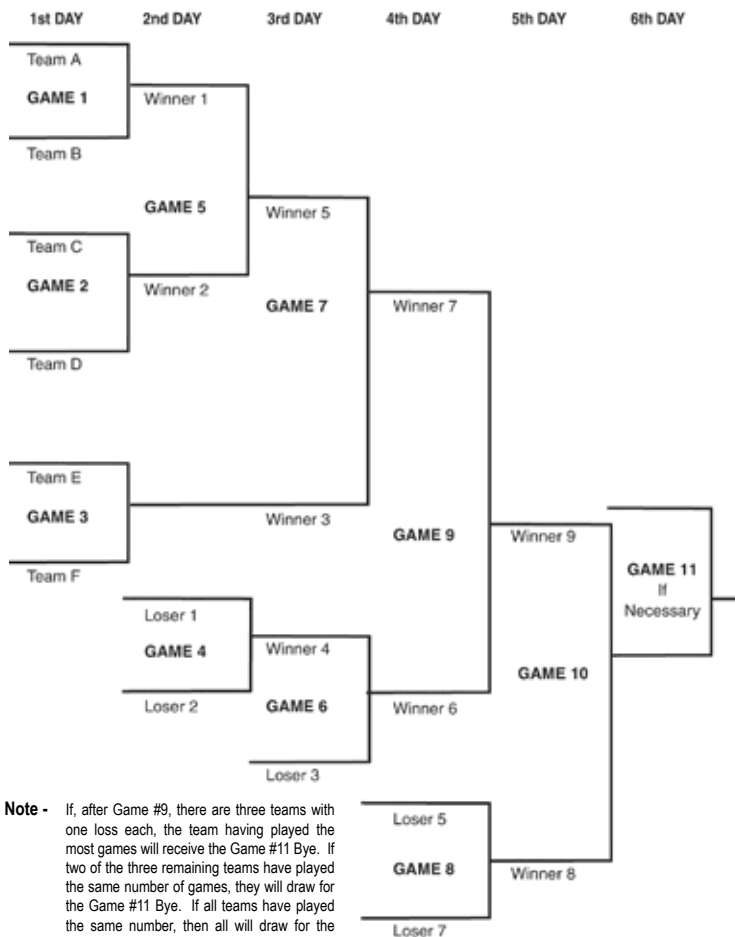 1st DAY 2nd DAY 3rd DAY 4th DAY 5th DAY 6th DAY
Team A
GAME 1
Team B
Winner 1
GAME 5
Winner 2
Team C
GAME 2
Team D
Winner 5
GAME 7
Winner 3
Team E
GAME 3
Team F
Winner 7
GAME 9
Winner 6
Loser 1
GAME 4
Loser 2
Winner 4
GAME 6
Loser 3
Winner 9
GAME 10
Winner 8
GAME 11
If
Necessary
Loser 5
GAME 8
Loser 7
Note - If, after Game #9, there are three teams with
one loss each, the team having played the
most games will receive the Game #11 Bye. If
two of the three remaining teams have played
the same number of games, they will draw for
the Game #11 Bye. If all teams have played
the same number, then all will draw for the